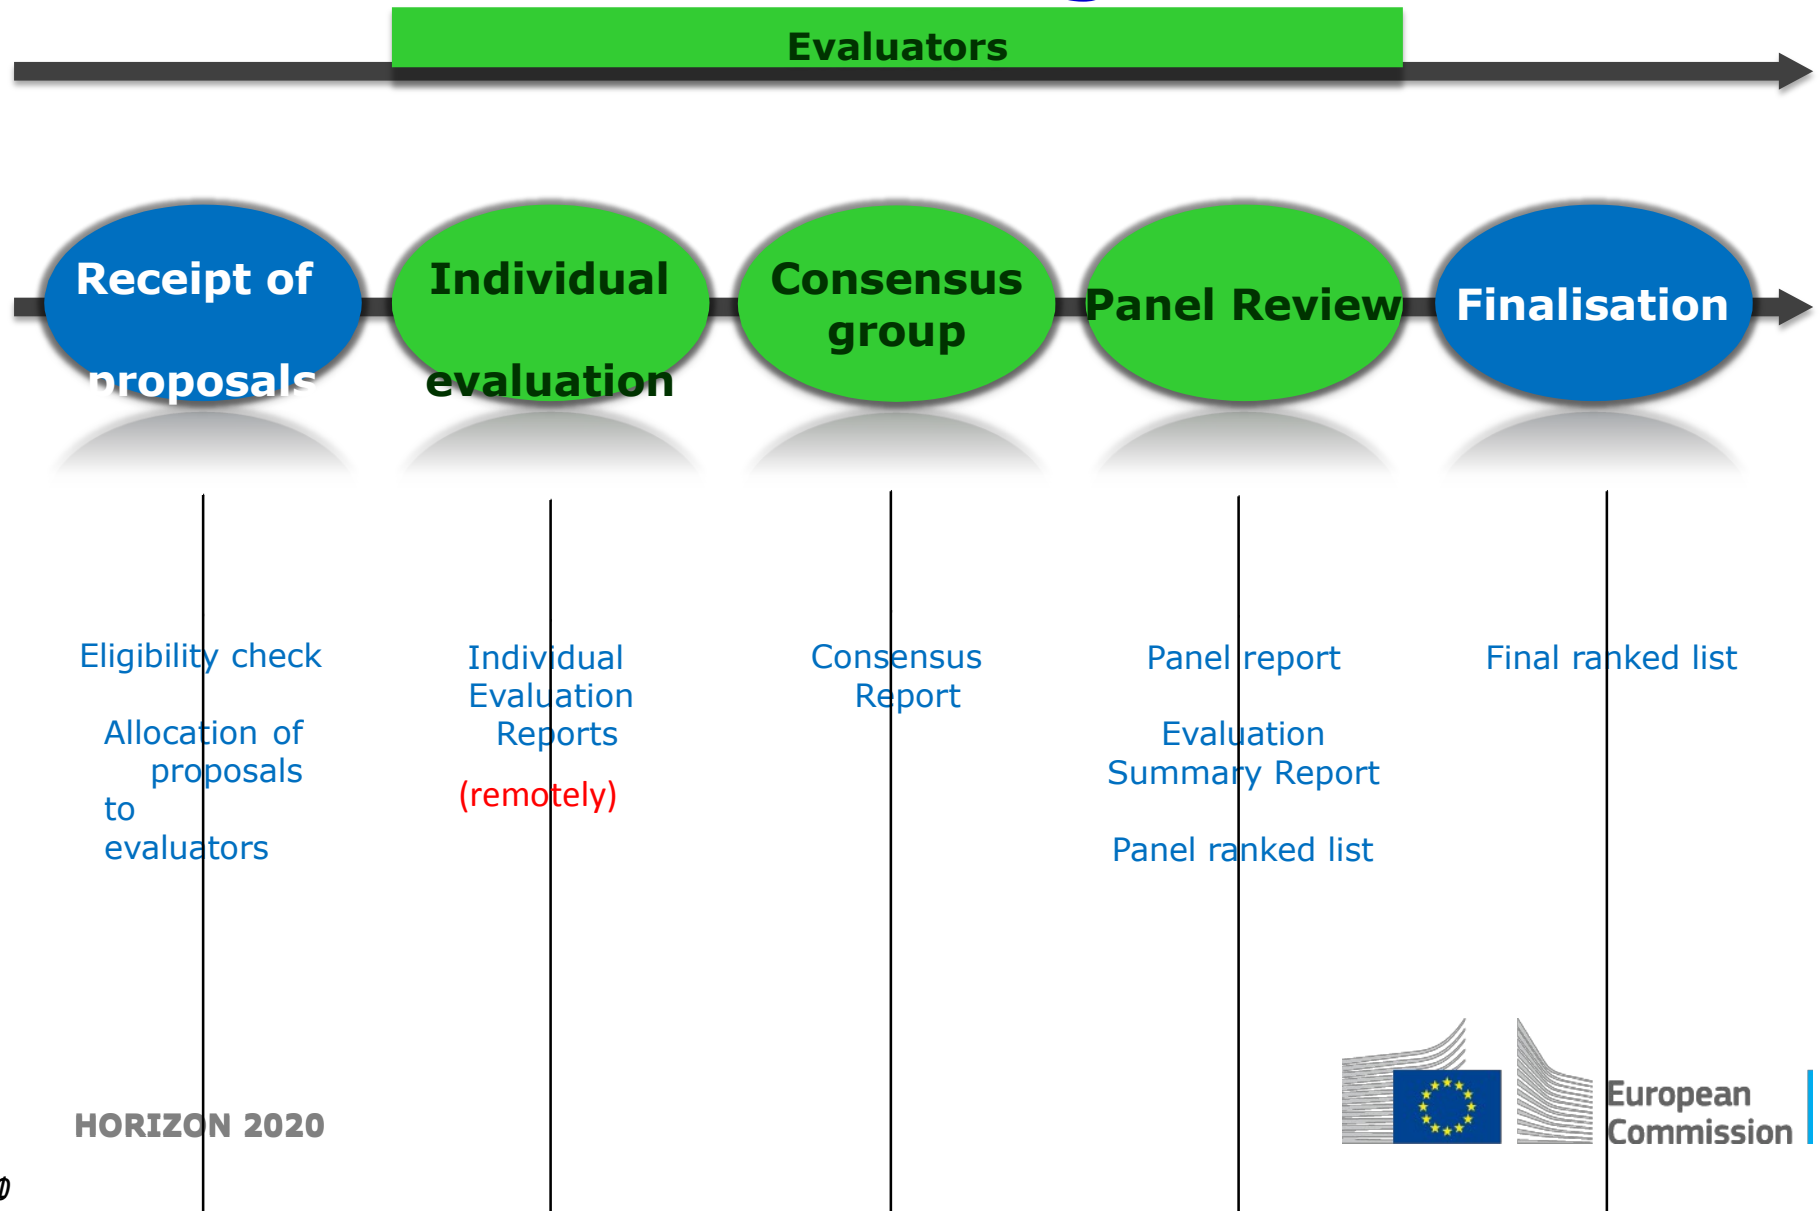 Evaluators
Receipt of
proposals
Individual
evaluation
Consensus
group
Panel Review
Finalisation
Eligibility check
Allocation of
proposals
to
evaluators
Individual
Evaluation
Reports
(remotely)
Consensus
Report
Panel report
Evaluation
Summary Report
Panel ranked list
Final ranked list
HORIZON 2020
European
Commission